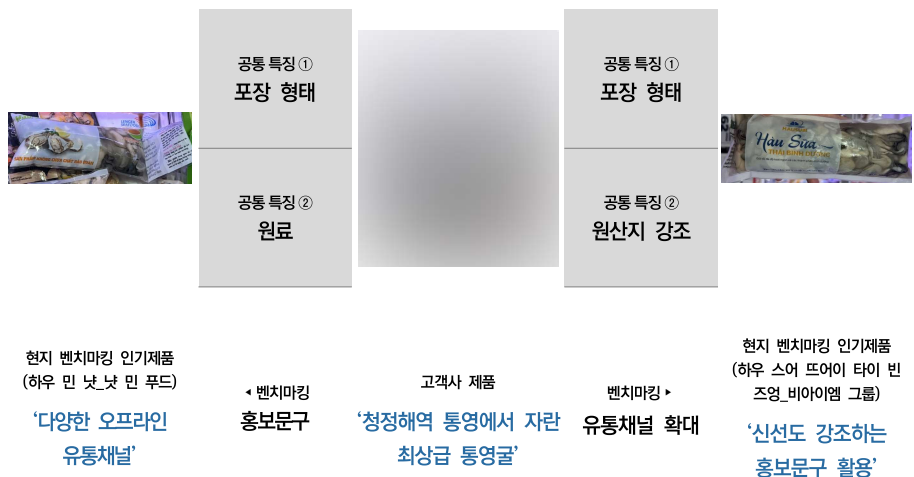 공통 특징 ①
포장 형태
공통 특징 ②
원료
공통 특징 ①
포장 형태
공통 특징 ②
원산지 강조
Hàu Sữa
THÁI BÌNH DƯƠNG
현지 벤치마킹 인기제품
(하우 민 냣_냣 민 푸드)
‘다양한 오프라인
유통채널’
◂ 벤치마킹
홍보문구
고객사 제품
‘청정해역 통영에서 자란
최상급 통영굴’
벤치마킹 ▸
유통채널 확대
현지 벤치마킹 인기제품
(하우 스어 뜨어이 타이 빈
즈엉_비아이엠 그룹)
‘신선도 강조하는
홍보문구 활용’